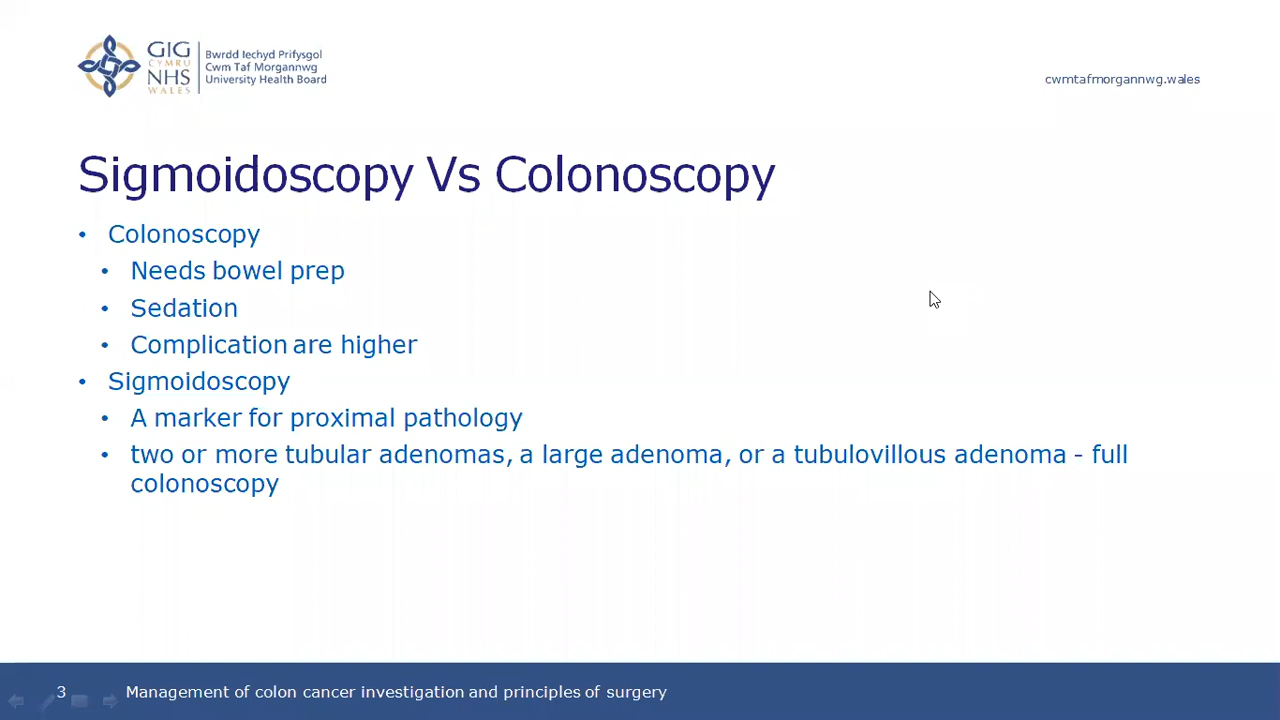 GIG
CYMRU
NHS
WALES
Bwrdd Iechyd Prifysgol
Cwm Taf Morgannwg
University Health Board
cwmtafmorgannwg.wales
Sigmoidoscopy Vs Colonoscopy
• Colonoscopy
• Needs bowel prep
• Sedation
• Complication are higher
• Sigmoidoscopy
• A marker for proximal pathology
• two or more tubular adenomas, a large adenoma, or a tubulovillous adenoma - full
colonoscopy
3 Management of colon cancer investigation and principles of surgery